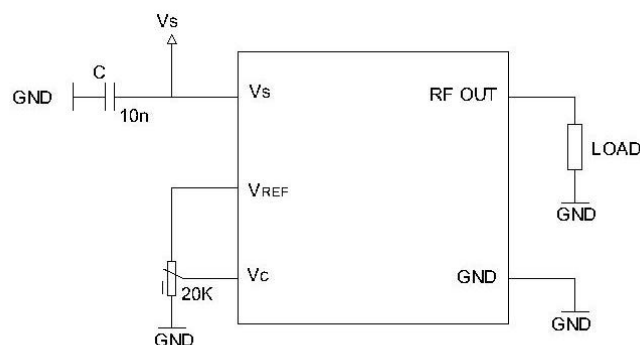 Vs
C
GND
10n
Vs
RF OUT
LOAD
GND
VREF
Vc
20K
GND
GND
GND